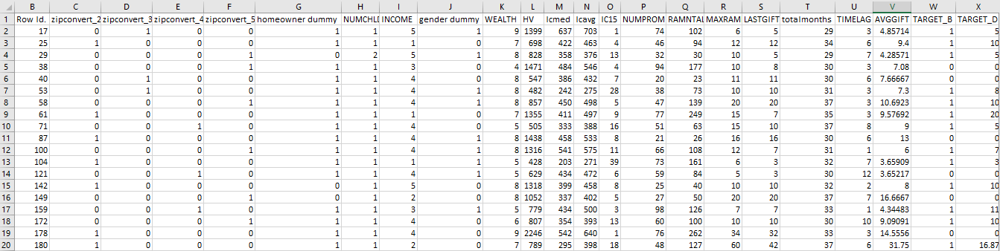 B C D E F G H I J K L M N O P Q R S T U V W X
1 Row Id. zipconvert_2 zipconvert_3 zipconvert_4 zipconvert_5 homeowner dummy NUMCHLD INCOME gender dummy WEALTH HV Icmed Icavg IC15 NUMPROM RAMNTAL MAXRAM LASTGIFT totalmonths TIMELAG AVGGIFT TARGET_B TARGET_D
2 17 0 1 0 0 1 1 5 1 9 1399 637 703 1 74 102 6 5 29 3 4.85714 1 5
3 25 1 0 0 0 1 1 1 0 7 698 422 463 4 46 94 12 12 34 6 9.4 1 10
4 29 0 0 0 1 0 2 5 1 8 828 358 376 13 32 30 10 5 29 7 4.28571 1 5
5 38 0 0 0 1 1 1 3 0 4 1471 484 546 4 94 177 10 8 30 3 7.08 0 0
6 40 0 1 0 0 1 1 4 0 8 547 386 432 7 20 23 11 11 30 6 7.66667 0 0
7 53 0 1 0 0 1 1 4 1 8 482 242 275 28 38 73 10 10 31 3 7.3 1 8
8 58 0 0 0 1 1 1 4 1 8 857 450 498 5 47 139 20 20 37 3 10.6923 1 10
9 61 1 0 0 0 1 1 1 0 7 1355 411 497 9 77 249 15 7 35 3 9.57692 1 20
10 71 0 0 1 0 1 1 4 0 5 505 333 388 16 51 63 15 10 37 8 9 1 5
11 87 1 0 0 0 1 1 4 1 8 1438 458 533 8 21 26 16 16 30 6 13 0 0
12 100 0 0 0 1 1 1 4 1 8 1316 541 575 11 66 108 12 7 31 1 6 1 7
13 104 1 0 0 0 1 1 1 1 5 428 203 271 39 73 161 6 3 32 7 3.65909 1 3
14 121 0 0 1 0 1 1 4 1 5 629 434 472 6 59 84 5 3 30 12 3.65217 0 0
15 142 1 0 0 0 0 1 5 0 8 1318 399 458 8 25 40 10 10 32 2 8 1 10
16 149 0 0 0 1 0 1 2 0 8 1052 337 402 5 27 50 20 20 37 7 16.6667 0 0
17 159 0 0 1 0 1 1 3 1 5 779 434 500 3 98 126 7 7 33 1 4.34483 1 11
18 172 0 0 0 1 1 1 4 0 6 807 354 393 13 60 100 10 10 30 10 9.09091 1 10
19 178 1 0 0 0 1 1 4 0 9 2246 542 640 1 76 262 34 32 33 3 14.5556 0 0
20 180 1 0 0 0 1 1 2 0 7 789 295 398 18 48 127 60 42 37 6 31.75 1 16.87